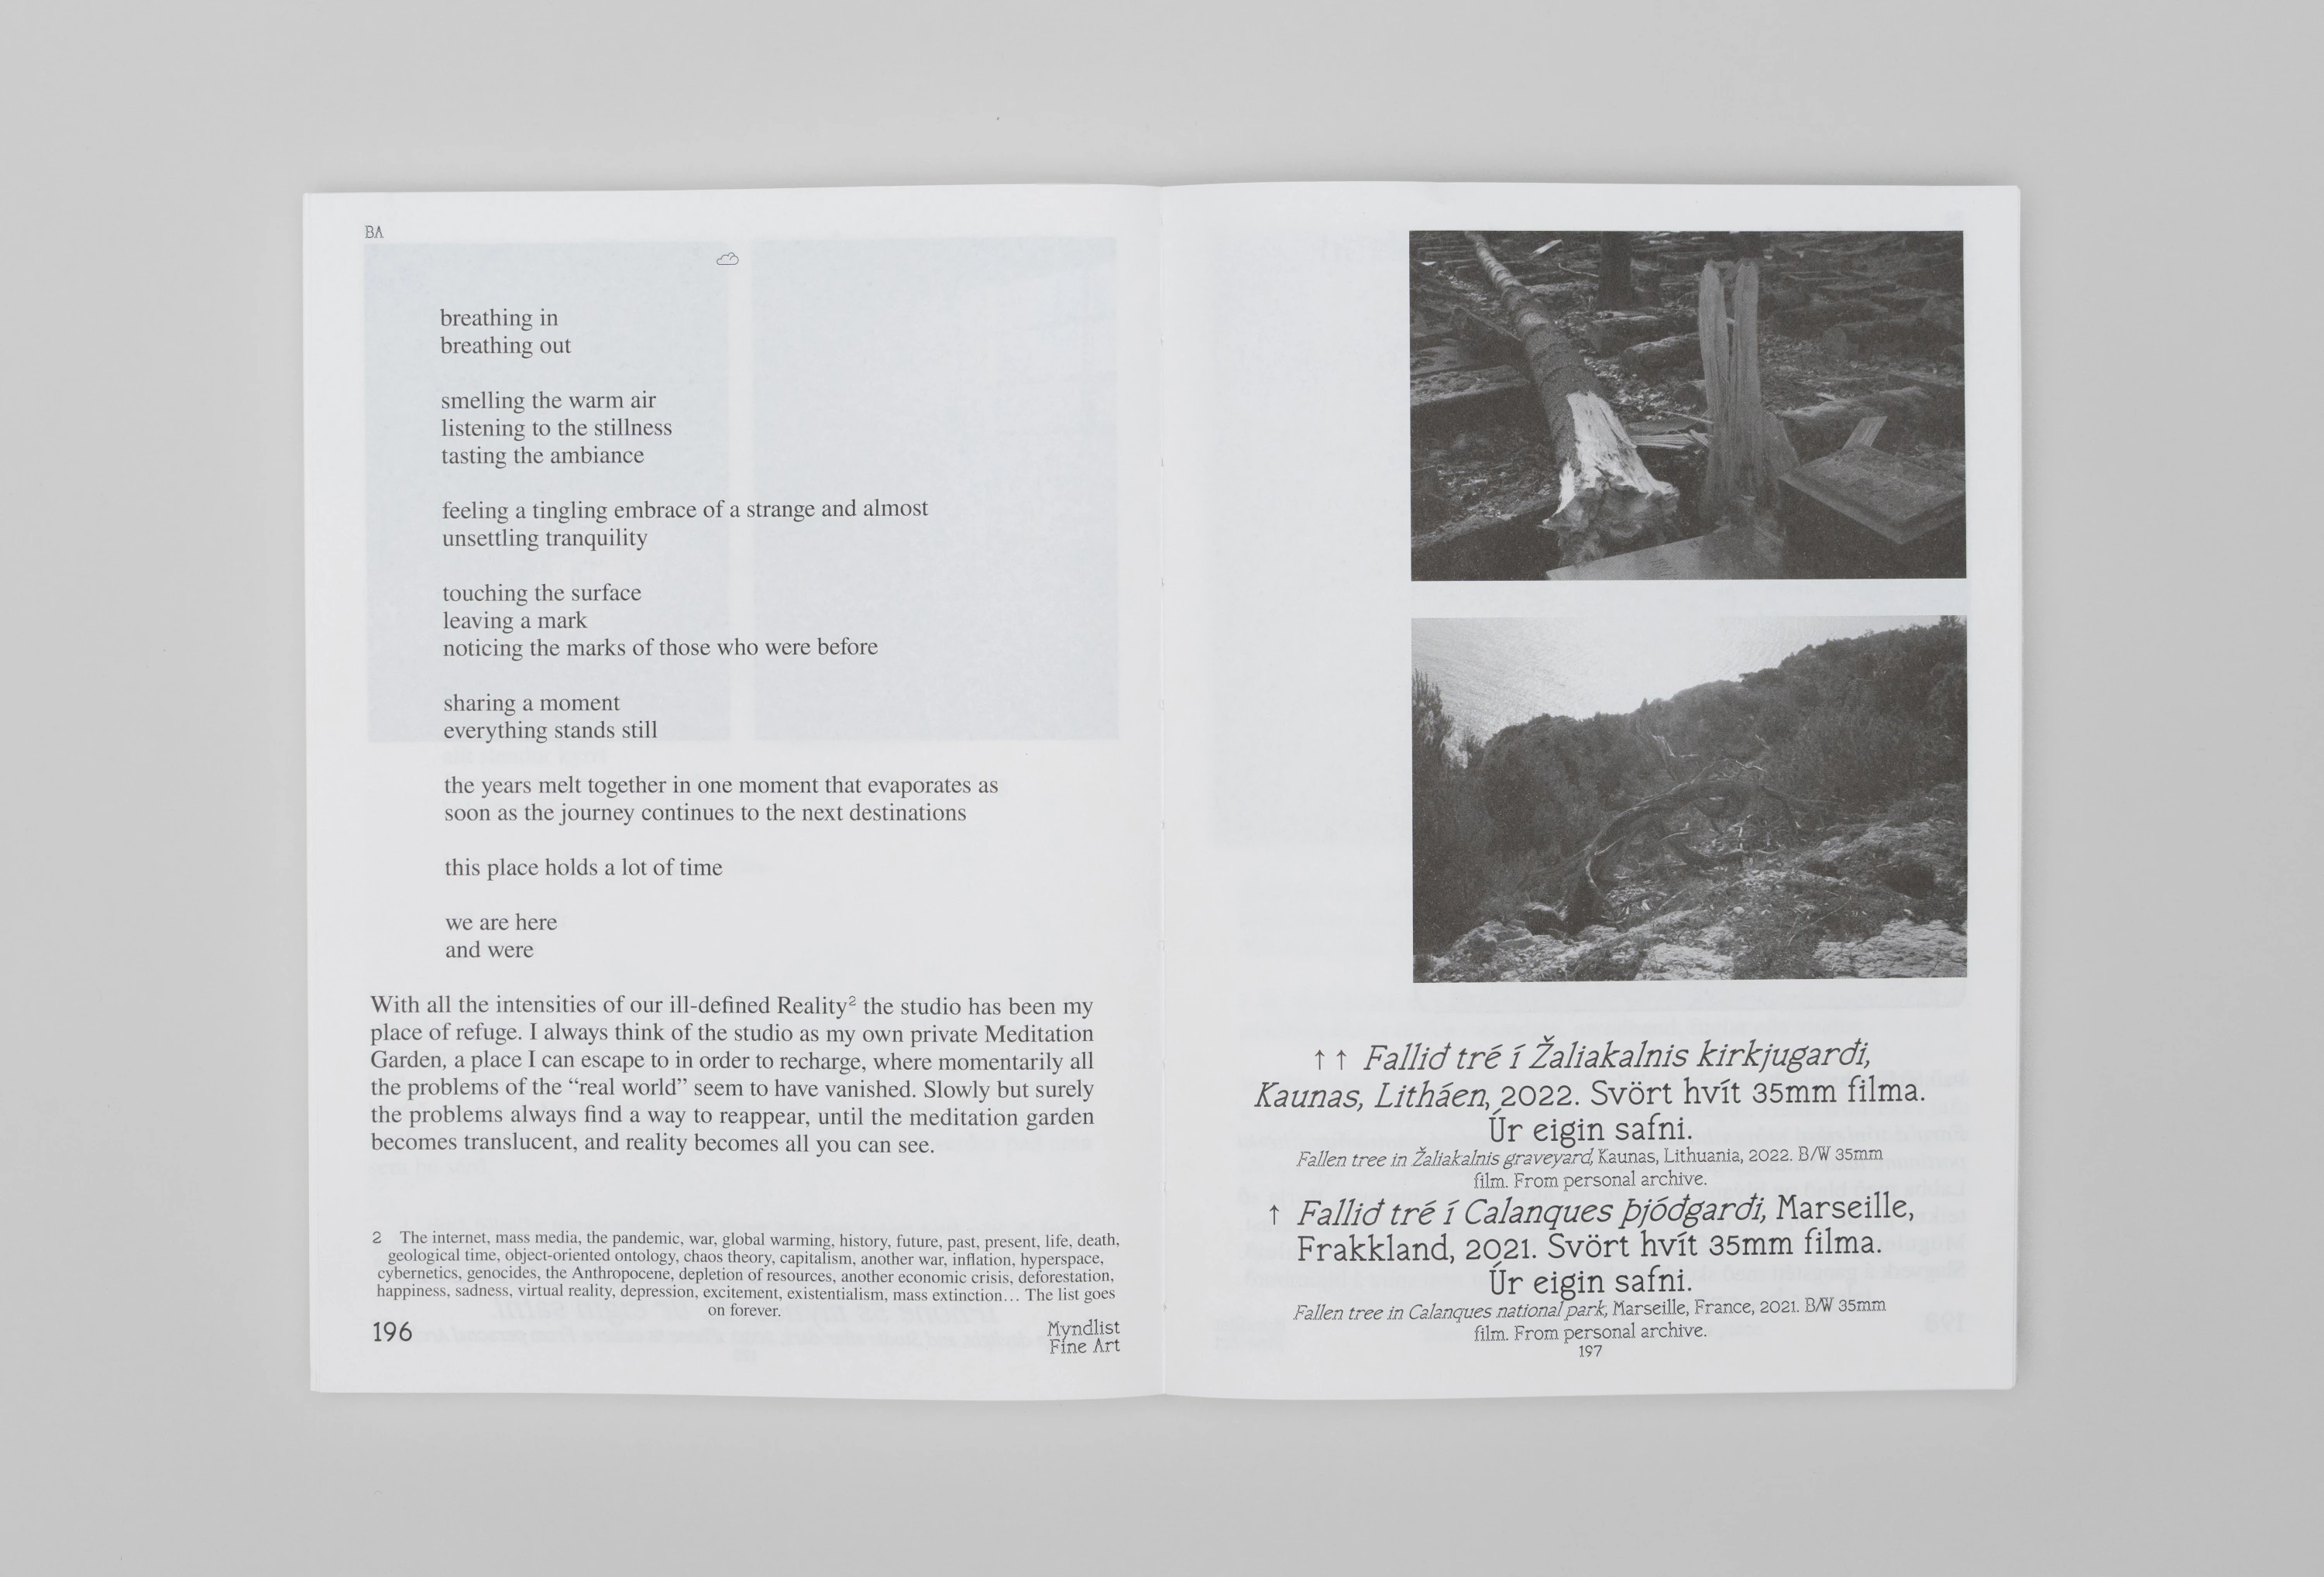 BA
breathing in
breathing out
smelling the warm air
listening to the stillness
tasting the ambiance
feeling a tingling embrace of a strange and almost
unsettling tranquility
touching the surface
leaving a mark
noticing the marks of those who were before
sharing a moment
everything stands still
the years melt together in one moment that evaporates as
soon as the journey continues to the next destinations
this place holds a lot of time
we are here
and were
With all the intensities of our ill-defined Reality² the studio has been my
place of refuge. I always think of the studio as my own private Meditation
Garden, a place I can escape to in order to recharge, where momentarily all
the problems of the “real world” seem to have vanished. Slowly but surely
the problems always find a way to reappear, until the meditation garden
becomes translucent, and reality becomes all you can see.
2 The internet, mass media, the pandemic, war, global warming, history, future, past, present, life, death,
geological time, object-oriented ontology, chaos theory, capitalism, another war, inflation, hyperspace,
cybernetics, genocides, the Anthropocene, depletion of resources, another economic crisis, deforestation,
happiness, sadness, virtual reality, depression, excitement, existentialism, mass extinction… The list goes
on forever.
196
Myndlist
Fine Art
↑↑ Fallið tré í Žaliakalnis kirkjugarði,
Kaunas, Litháen, 2022. Svört hvít 35mm filma.
Úr eigin safni.
Fallen tree in Žaliakalnis graveyard, Kaunas, Lithuania, 2022. B/W 35mm
film. From personal archive.
↑ Fallið tré í Calanques þjóðgarði, Marseille,
Frakkland, 2021. Svört hvít 35mm filma.
Úr eigin safni.
Fallen tree in Calanques national park, Marseille, France, 2021. B/W 35mm
film. From personal archive.
197